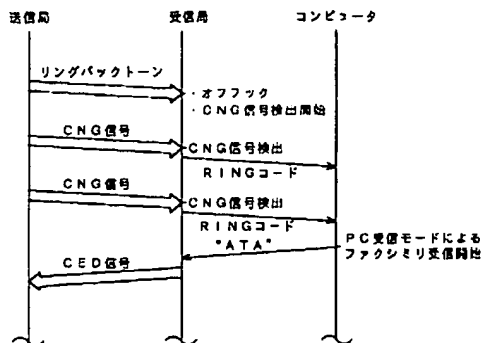 送信局 受信局 コンピュータ
リングバックトーン
・オフフック
・CNG信号検出開始
CNG信号
CNG信号検出
RINGコード
CNG信号
CNG信号検出
RINGコード
"ATA"
PC受信モードによる
ファクシミリ受信開始
CED信号